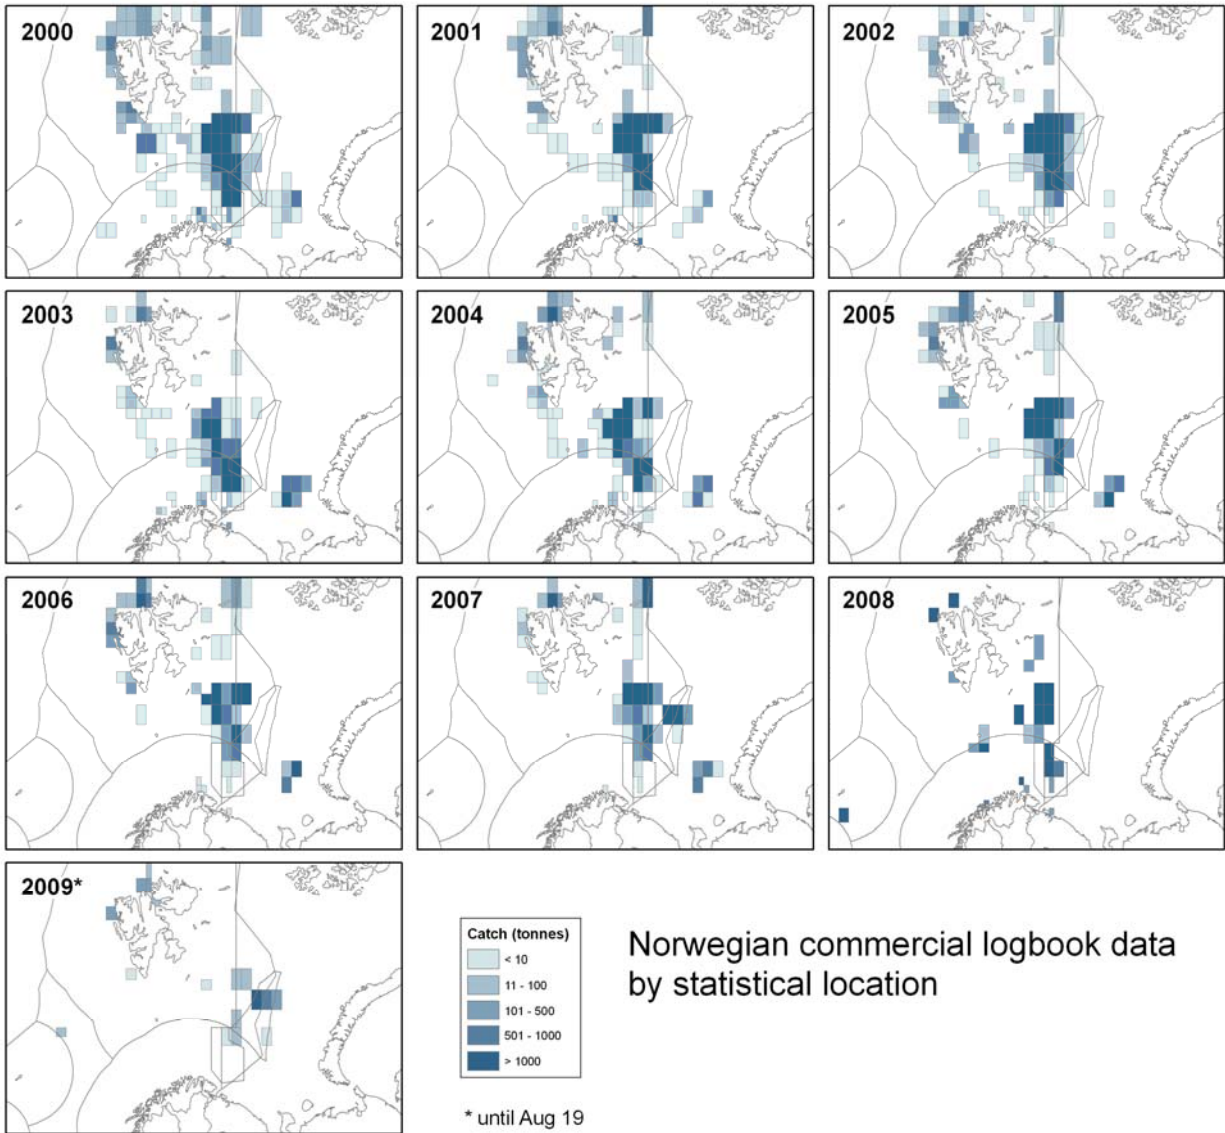 2000
2001
2002
2003
2004
2005
2006
2007
2008
2009*
Catch (tonnes)
< 10
11 - 100
101 - 500
501 - 1000
> 1000
* until Aug 19
Norwegian commercial logbook data
by statistical location